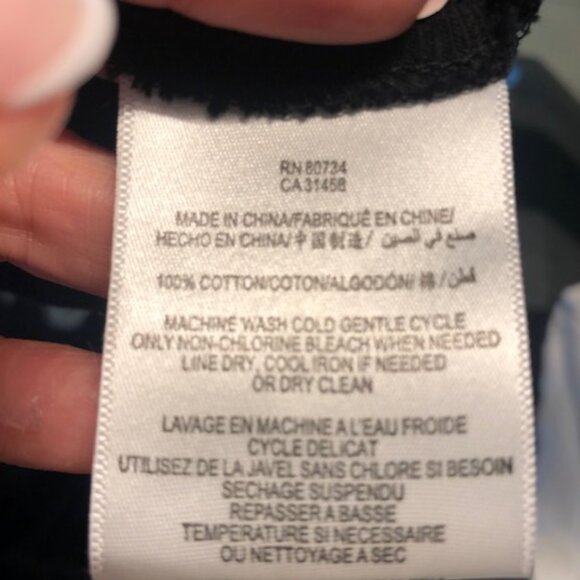 RN 80734
CA 31458
MADE IN CHINA/FABRIQUÉ EN CHINE/
HECHO EN CHINA/中国制造/ صنع في الصين
100% COTTON/COTON/ALGODÓN/ 棉 / قطن
MACHINE WASH COLD GENTLE CYCLE
ONLY NON-CHLORINE BLEACH WHEN NEEDED
LINE DRY, COOL IRON IF NEEDED
OR DRY CLEAN
LAVAGE EN MACHINE A L'EAU FROIDE
CYCLE DELICAT
UTILISEZ DE LA JAVEL SANS CHLORE SI BESOIN
SECHAGE SUSPENDU
REPASSER A BASSE
TEMPERATURE SI NECESSAIRE
OU NETTOYAGE A SEC